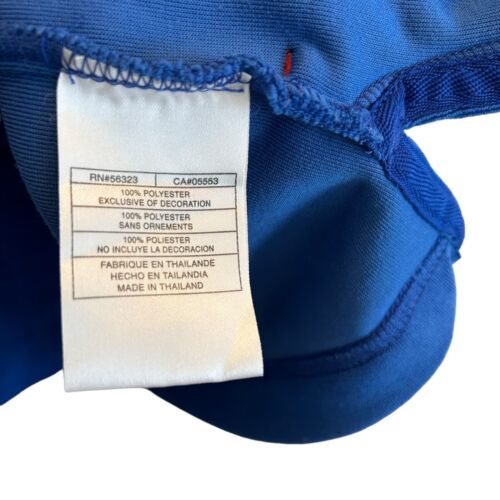 RN#56323 CA#05553
100% POLYESTER
EXCLUSIVE OF DECORATION
100% POLYESTER
SANS ORNEMENTS
100% POLIESTER
NO INCLUYE LA DECORACION
FABRIQUE EN THAILANDE
HECHO EN TAILANDIA
MADE IN THAILAND